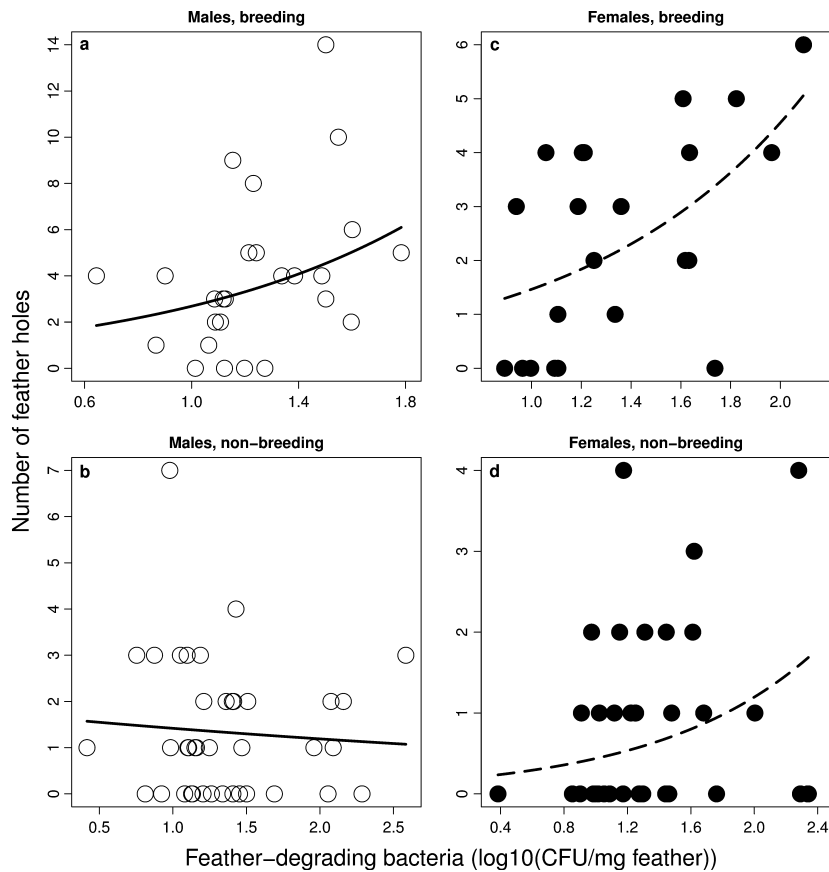 Males, breeding
a
0 2 4 6 8 10 12 14
0.6 1.0 1.4 1.8
Females, breeding
c
0 1 2 3 4 5 6
1.0 1.2 1.4 1.6 1.8 2.0
Males, non−breeding
b
0 1 2 3 4 5 6 7
0.5 1.0 1.5 2.0 2.5
Females, non−breeding
d
0 1 2 3 4
0.4 0.8 1.2 1.6 2.0 2.4
Number of feather holes
Feather−degrading bacteria (log10(CFU/mg feather))